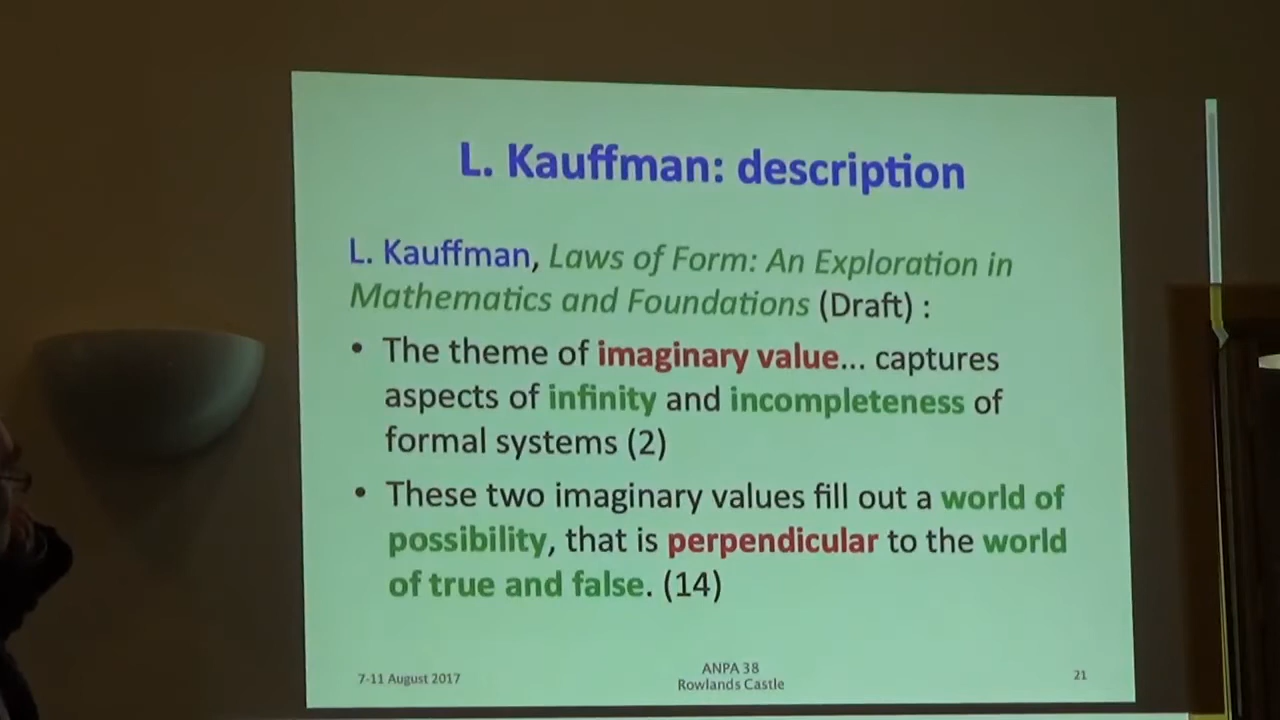 L. Kauffman: description
L. Kauffman, Laws of Form: An Exploration in
Mathematics and Foundations (Draft) :
• The theme of imaginary value... captures
aspects of infinity and incompleteness of
formal systems (2)
• These two imaginary values fill out a world of
possibility, that is perpendicular to the world
of true and false. (14)
7-11 August 2017
ANPA 38
Rowlands Castle
21